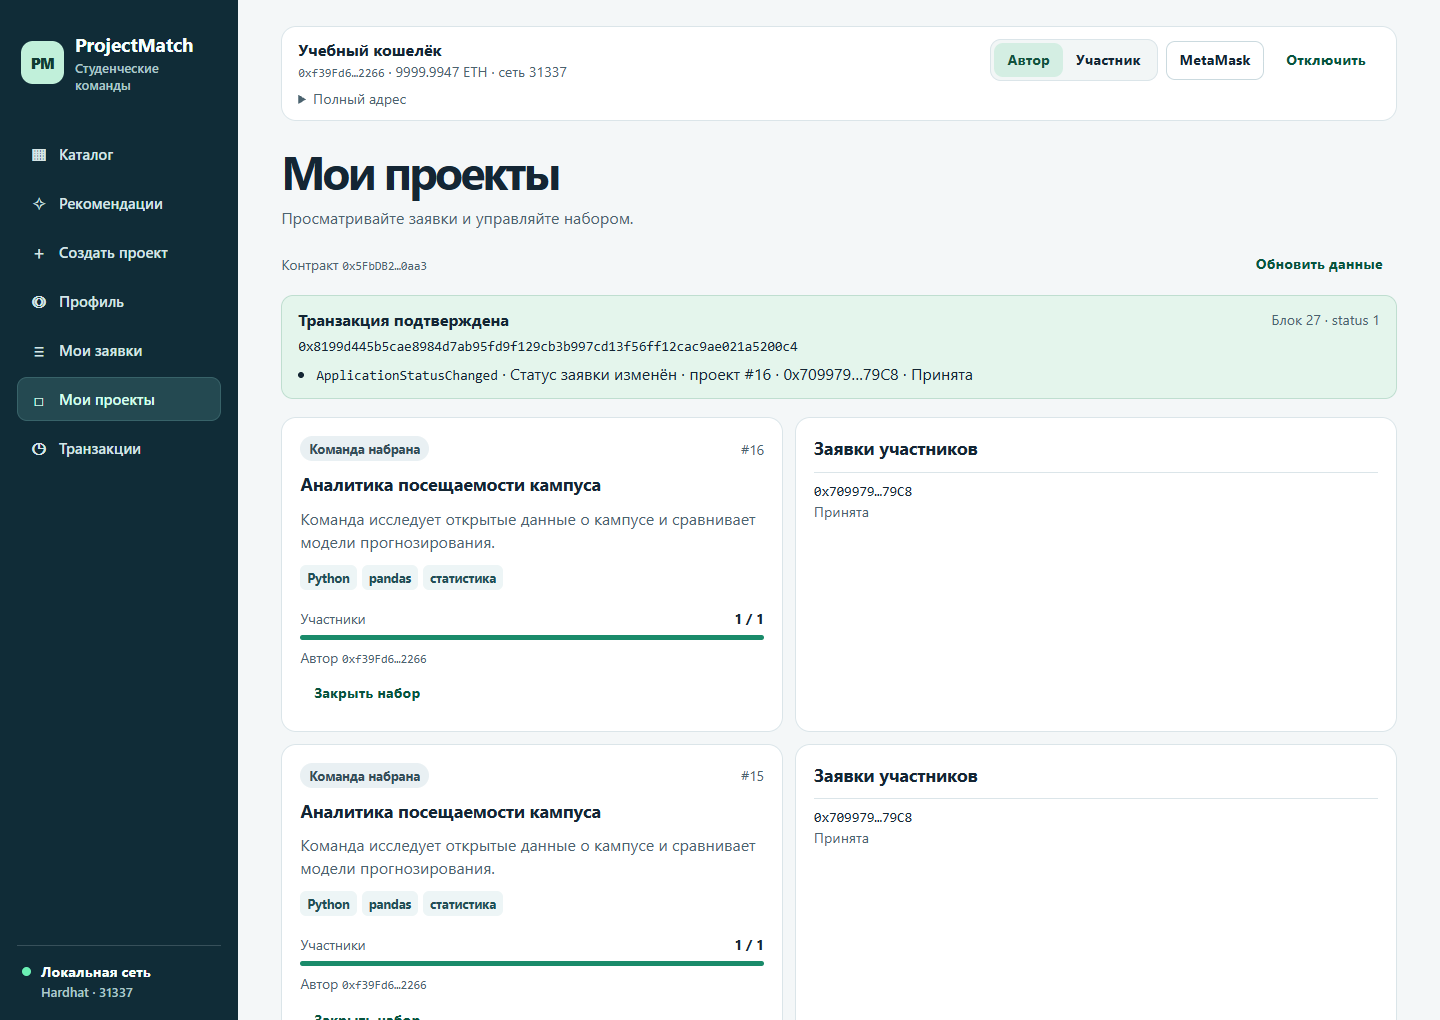 PM
ProjectMatch
Студенческие
команды
Каталог
Рекомендации
Создать проект
Профиль
Мои заявки
Мои проекты
Транзакции
Локальная сеть
Hardhat · 31337
Учебный кошелёк
0xf39Fd6…2266 · 9999.9947 ETH · сеть 31337
Полный адрес
Автор
Участник
MetaMask
Отключить
Мои проекты
Просматривайте заявки и управляйте набором.
Контракт 0x5FbDB2…0aa3
Обновить данные
Транзакция подтверждена
Блок 27 · status 1
0x8199d445b5cae8984d7ab95fd9f129cb3b997cd13f56ff12cac9ae021a5200c4
ApplicationStatusChanged · Статус заявки изменён · проект #16 · 0x709979…79C8 · Принята
Команда набрана
#16
Аналитика посещаемости кампуса
Команда исследует открытые данные о кампусе и сравнивает
модели прогнозирования.
Python pandas статистика
Участники
1 / 1
Автор 0xf39Fd6…2266
Закрыть набор
Заявки участников
0x709979…79C8
Принята
Команда набрана
#15
Аналитика посещаемости кампуса
Команда исследует открытые данные о кампусе и сравнивает
модели прогнозирования.
Python pandas статистика
Участники
1 / 1
Автор 0xf39Fd6…2266
Закрыть набор
Заявки участников
0x709979…79C8
Принята